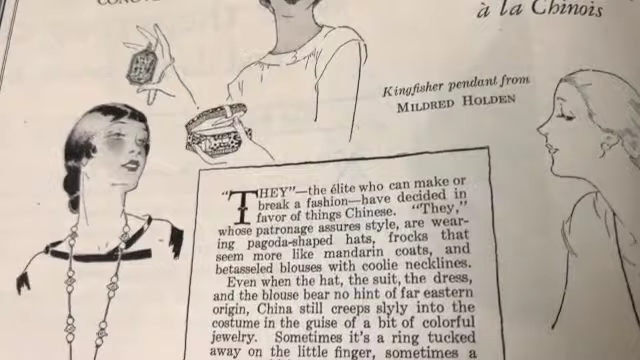 à la Chinois
Kingfisher pendant from
MILDRED HOLDEN
"THEY"—the élite who can make or
break a fashion—have decided in
favor of things Chinese. "They,"
whose patronage assures style, are wear-
ing pagoda-shaped hats, frocks that
seem more like mandarin coats, and
betasseled blouses with coolie necklines.
Even when the hat, the suit, the dress,
and the blouse bear no hint of far eastern
origin, China still creeps slyly into the
costume in the guise of a bit of colorful
jewelry. Sometimes it's a ring tucked
away on the little finger, sometimes a